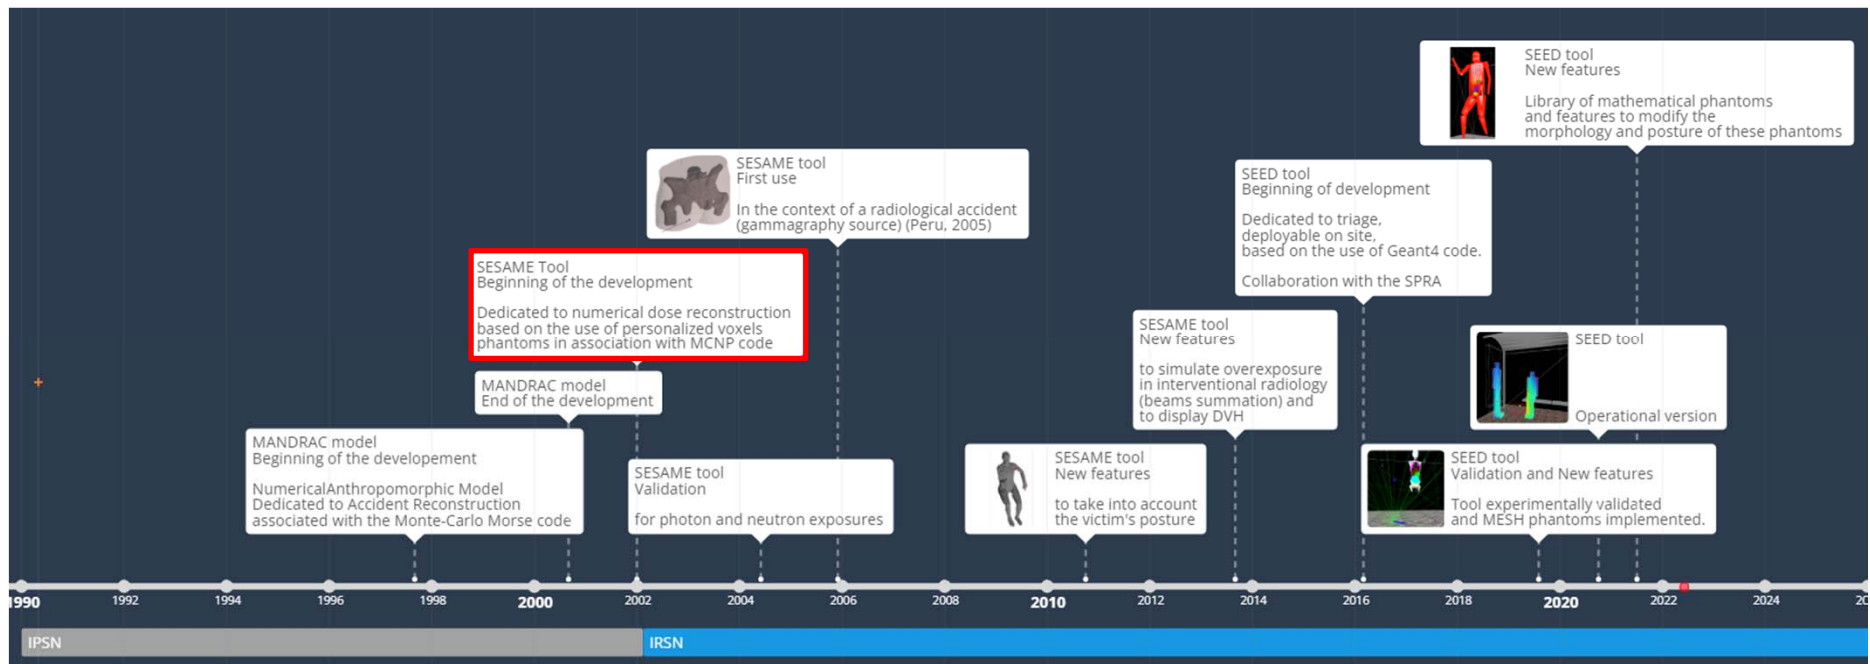 SEED tool
New features
Library of mathematical phantoms
and features to modify the
morphology and posture of these phantoms
SESAME tool
First use
In the context of a radiological accident
(gammagraphy source) (Peru, 2005)
SEED tool
Beginning of development
Dedicated to triage,
deployable on site,
based on the use of Geant4 code.
Collaboration with the SPRA
SESAME Tool
Beginning of the development
Dedicated to numerical dose reconstruction
based on the use of personalized voxels
phantoms in association with MCNP code
SESAME tool
New features
to simulate overexposure
in interventional radiology
(beams summation) and
to display DVH
SEED tool
Operational version
MANDRAC model
End of the development
MANDRAC model
Beginning of the developement
NumericalAnthropomorphic Model
Dedicated to Accident Reconstruction
associated with the Monte-Carlo Morse code
SESAME tool
Validation
for photon and neutron exposures
SESAME tool
New features
to take into account
the victim's posture
SEED tool
Validation and New features
Tool experimentally validated
and MESH phantoms implemented.
1990 1992 1994 1996 1998 2000 2002 2004 2006 2008 2010 2012 2014 2016 2018 2020 2022 2024
IPSN IRSN